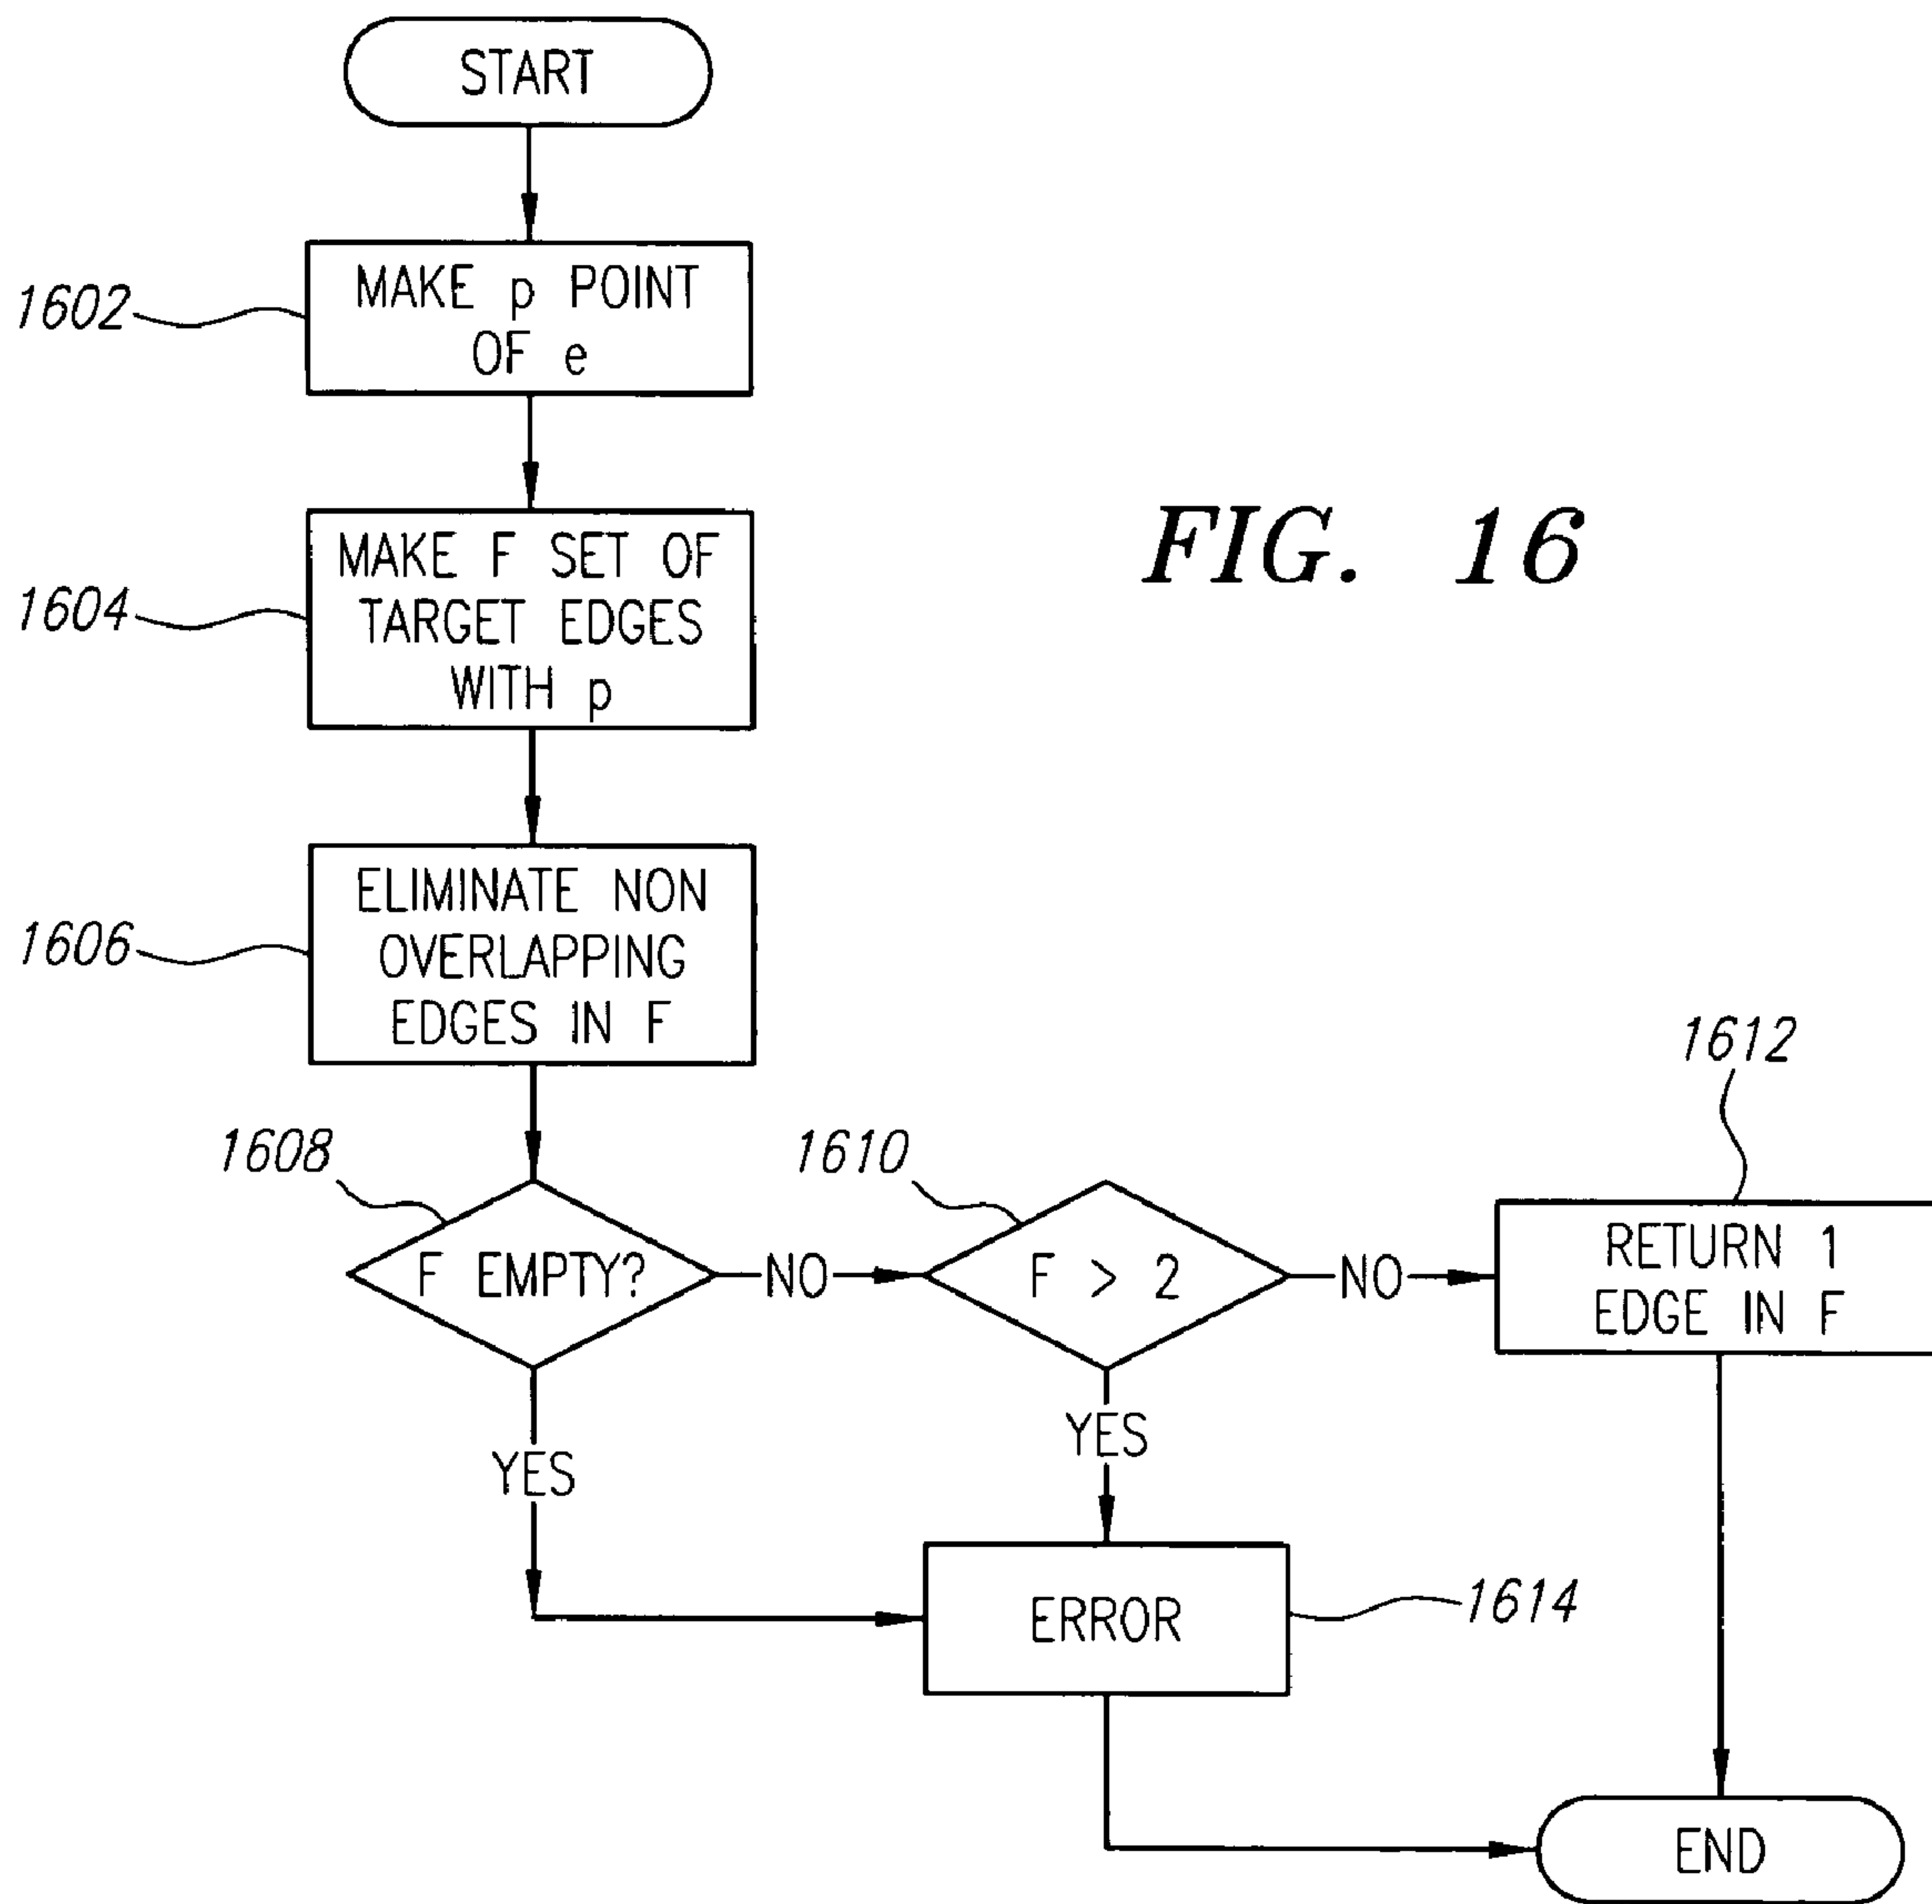 START
1602
MAKE p POINT
OF e
FIG. 16
1604
MAKE F SET OF
TARGET EDGES
WITH p
1606
ELIMINATE NON
OVERLAPPING
EDGES IN F
1608
F EMPTY?
NO
1610
F > 2
NO
1612
RETURN 1
EDGE IN F
YES
YES
ERROR
1614
END